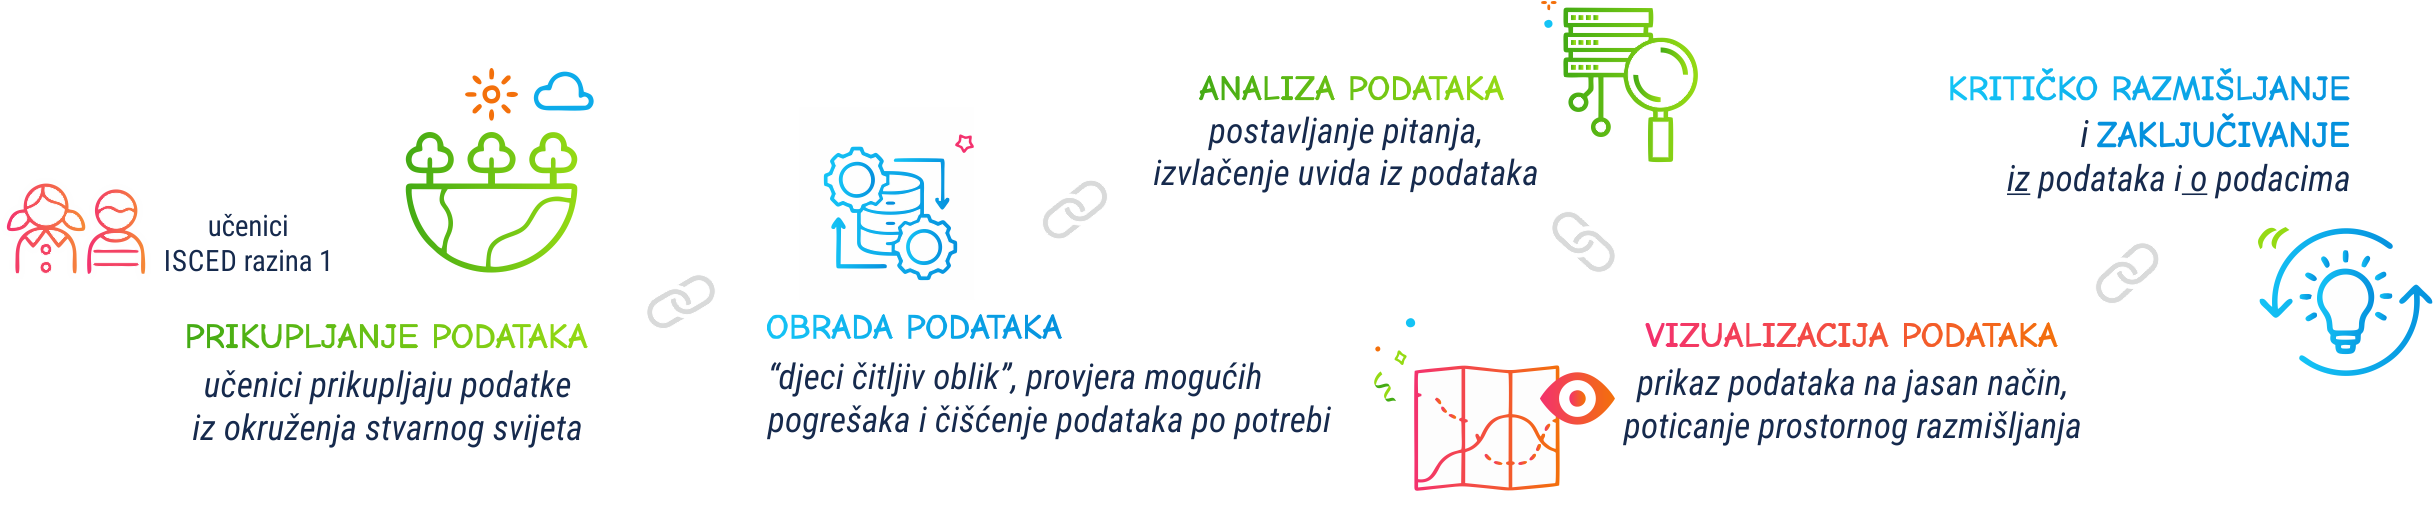 učenici
ISCED razina 1
PRIKUPLJANJE PODATAKA
učenici prikupljaju podatke
iz okruženja stvarnog svijeta
OBRADA PODATAKA
“djeci čitljiv oblik”, provjera mogućih
pogrešaka i čišćenje podataka po potrebi
ANALIZA PODATAKA
postavljanje pitanja,
izvlačenje uvida iz podataka
VIZUALIZACIJA PODATAKA
prikaz podataka na jasan način,
poticanje prostornog razmišljanja
KRITIČKO RAZMIŠLJANJE
i ZAKLJUČIVANJE
iz podataka i o podacima